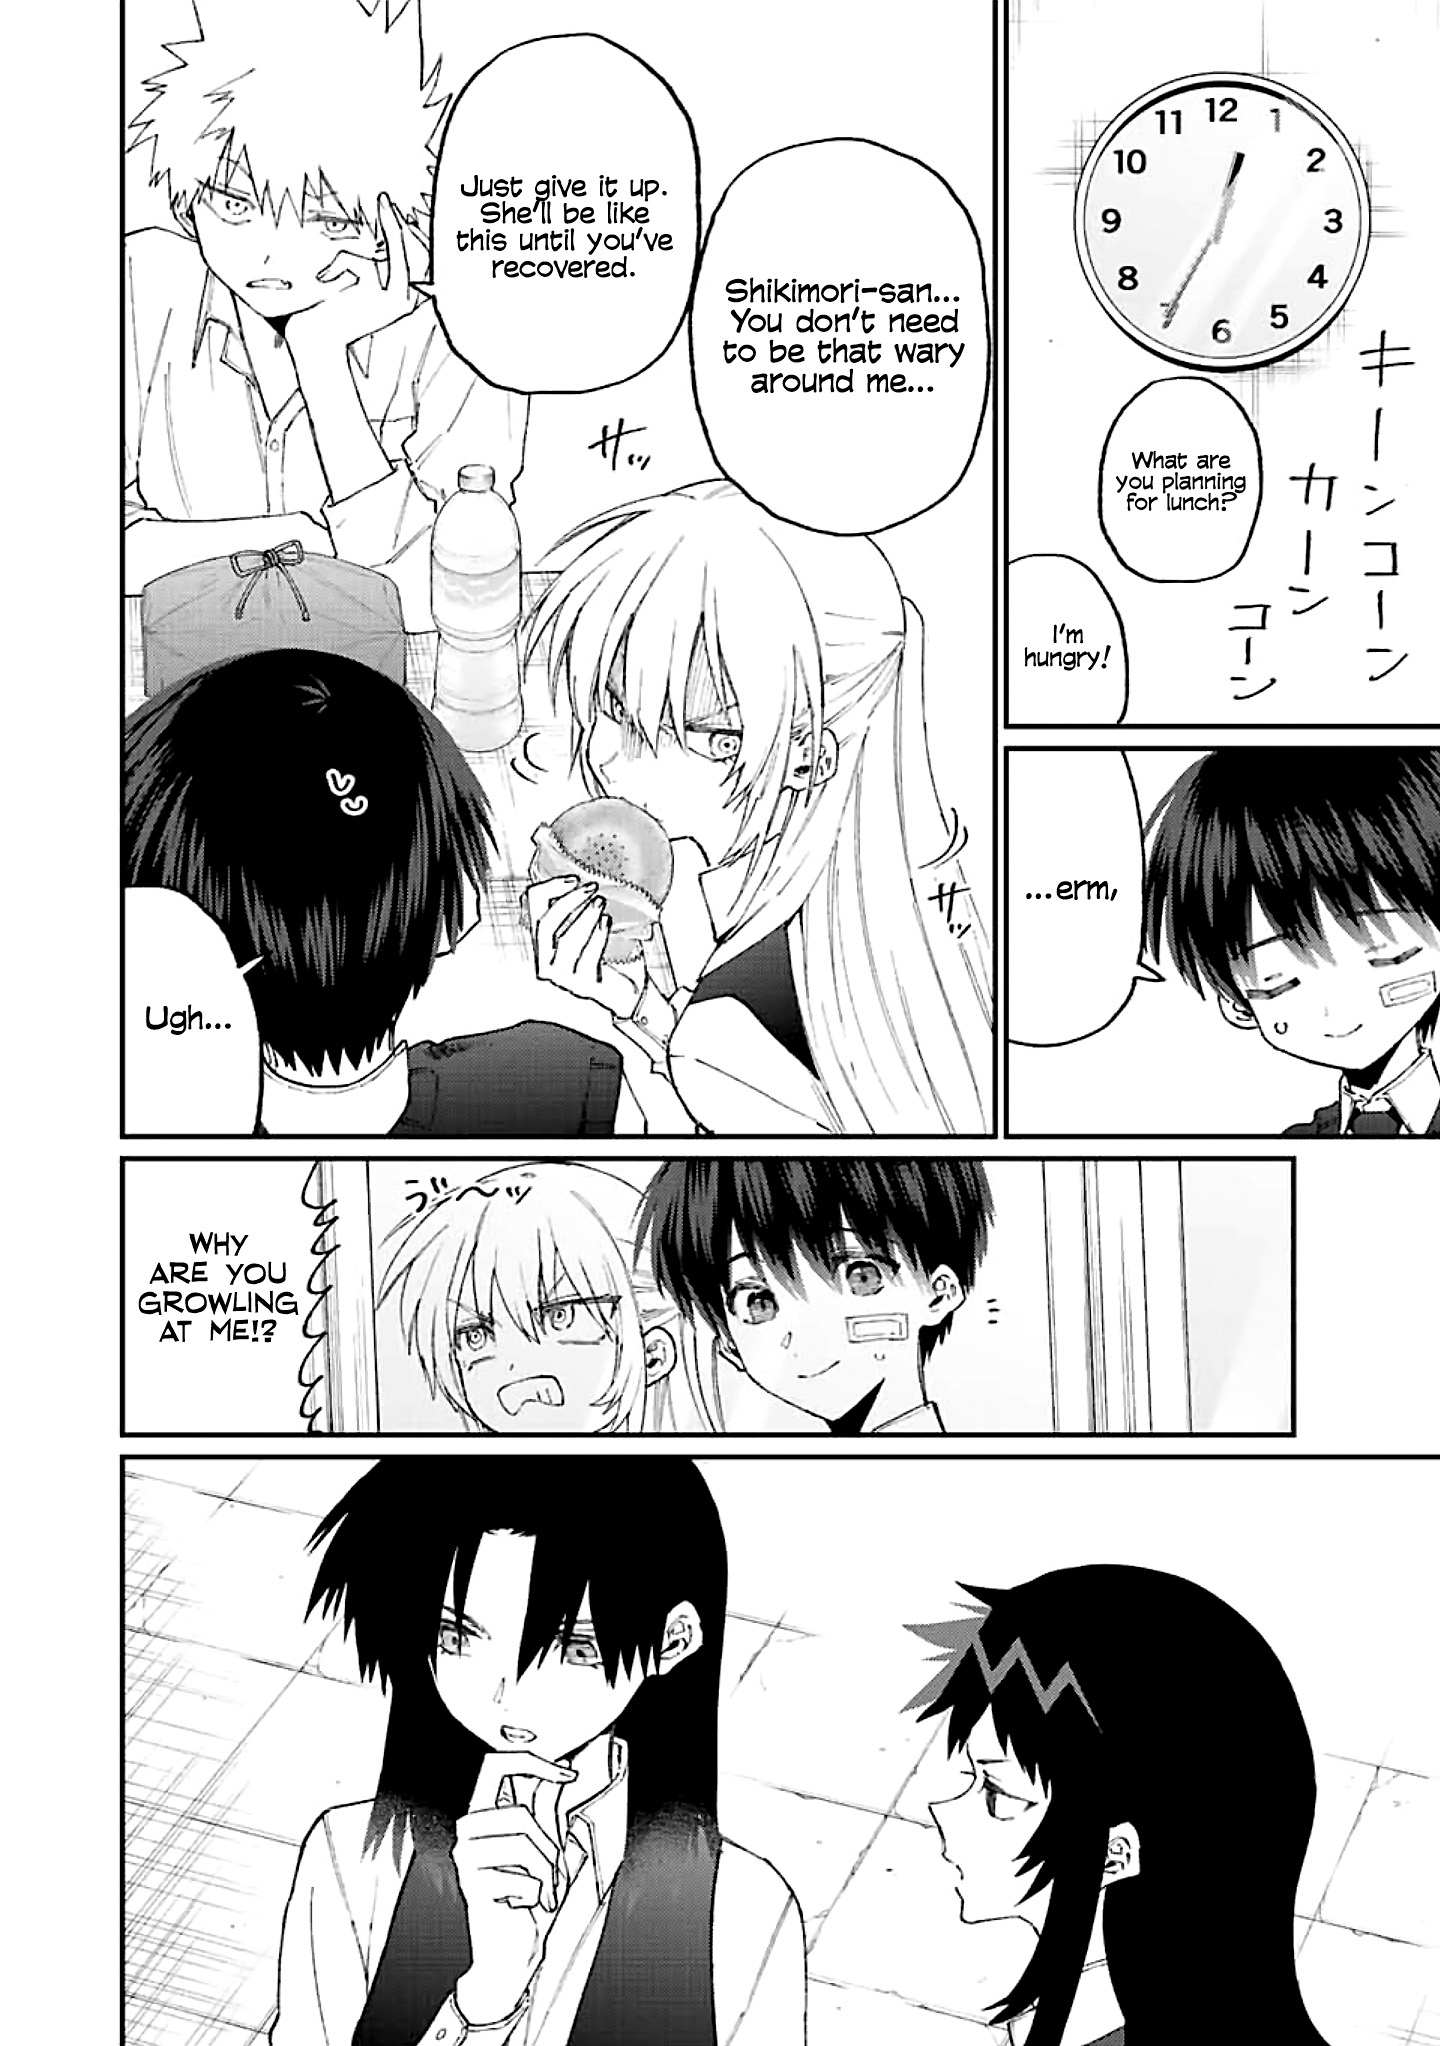 11 12 1
10 2
9 3
8 4
7 6 5
キーンコーン
カーン
コーン
What are
you planning
for lunch?
I'm
hungry!
...erm,
Shikimori-san...
You don't need
to be that wary
around me...
Just give it up.
She'll be like
this until you've
recovered.
サッ
サッ
Ugh...
う゛~ッ
WHY
ARE YOU
GROWLING
AT ME!?